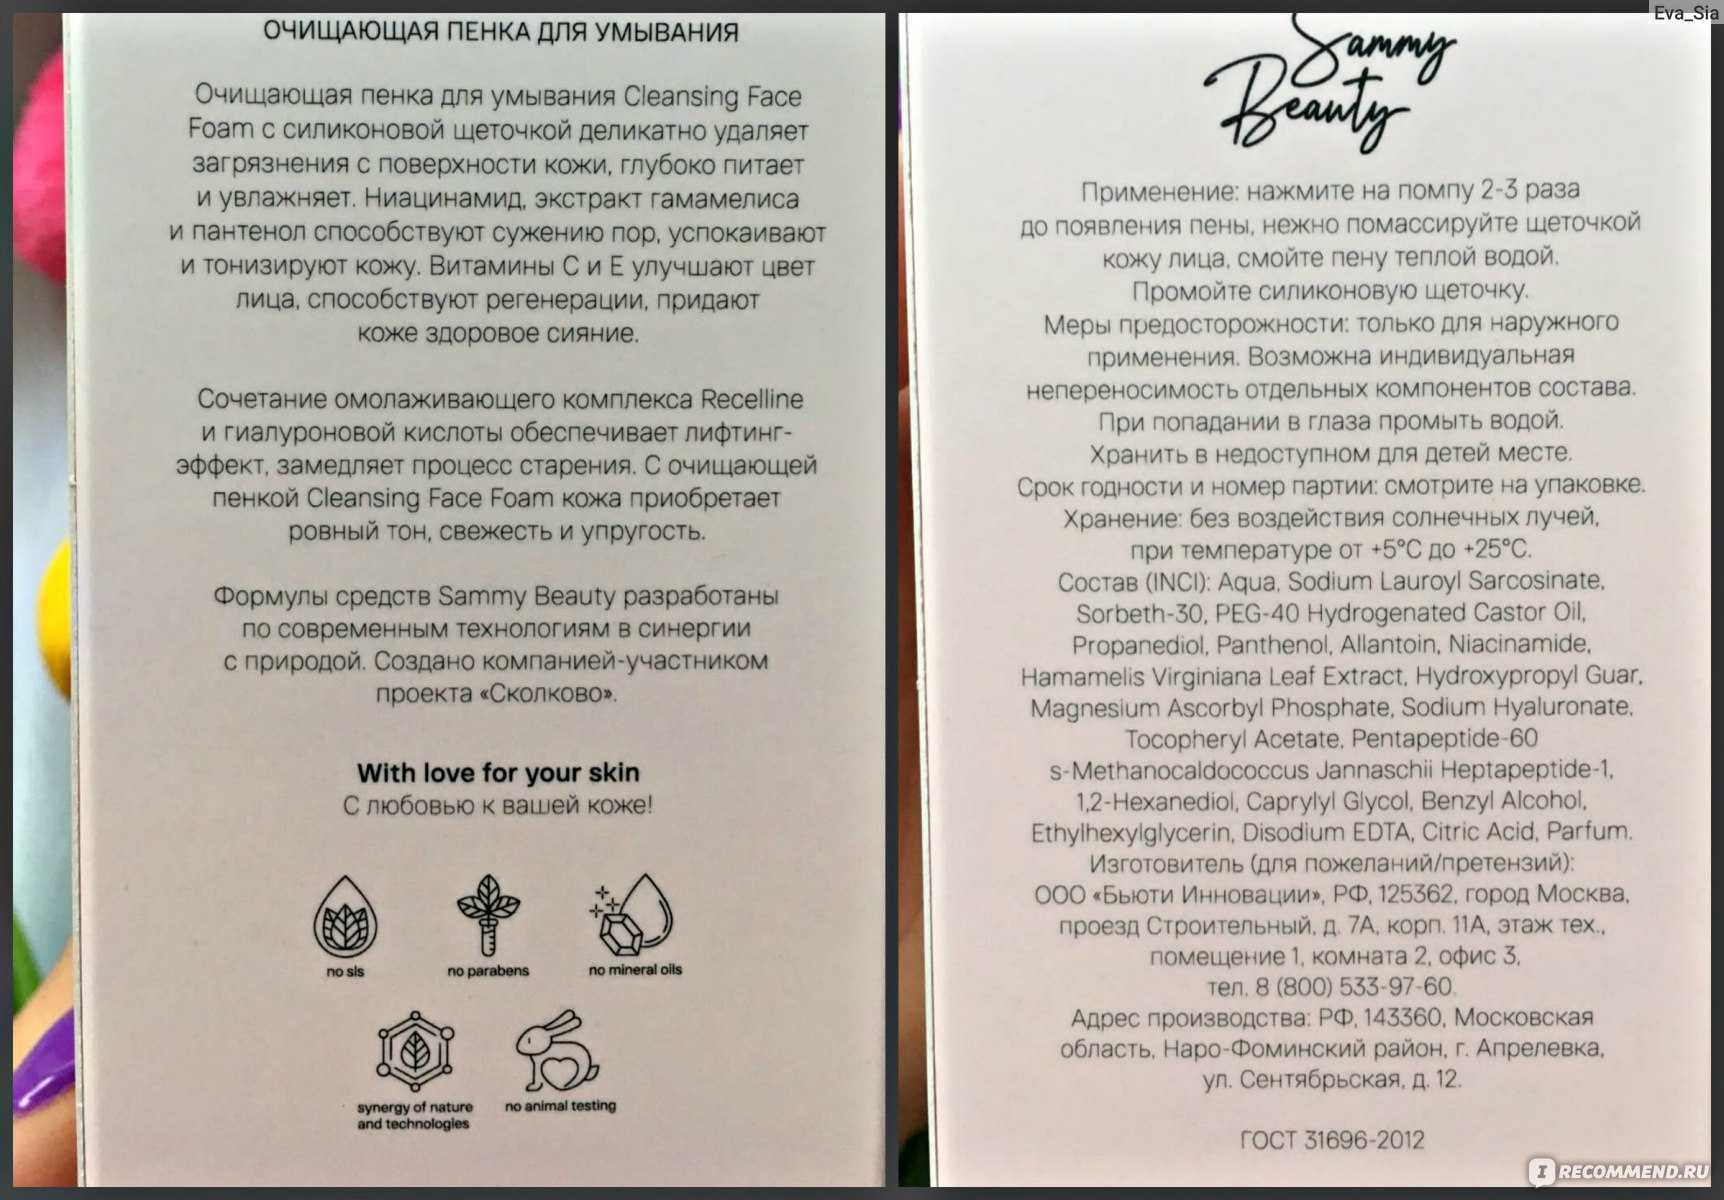 ОЧИЩАЮЩАЯ ПЕНКА ДЛЯ УМЫВАНИЯ
Очищающая пенка для умывания Cleansing Face
Foam с силиконовой щеточкой деликатно удаляет
загрязнения с поверхности кожи, глубоко питает
и увлажняет. Ниацинамид, экстракт гамамелиса
и пантенол способствуют сужению пор, успокаивают
и тонизируют кожу. Витамины С и Е улучшают цвет
лица, способствуют регенерации, придают
коже здоровое сияние.
Сочетание омолаживающего комплекса Recelline
и гиалуроновой кислоты обеспечивает лифтинг-
эффект, замедляет процесс старения. С очищающей
пенкой Cleansing Face Foam кожа приобретает
ровный тон, свежесть и упругость.
Формулы средств Sammy Beauty разработаны
по современным технологиям в синергии
с природой. Создано компанией-участником
проекта «Сколково».
With love for your skin
С любовью к вашей коже!
no sls
no parabens
no mineral oils
synergy of nature
and technologies
no animal testing
Eva_Sia
Sammy
Beauty
Применение: нажмите на помпу 2-3 раза
до появления пены, нежно помассируйте щеточкой
кожу лица, смойте пену теплой водой.
Промойте силиконовую щеточку.
Меры предосторожности: только для наружного
применения. Возможна индивидуальная
непереносимость отдельных компонентов состава.
При попадании в глаза промыть водой.
Хранить в недоступном для детей месте.
Срок годности и номер партии: смотрите на упаковке.
Хранение: без воздействия солнечных лучей,
при температуре от +5°C до +25°C.
Состав (INCI): Aqua, Sodium Lauroyl Sarcosinate,
Sorbeth-30, PEG-40 Hydrogenated Castor Oil,
Propanediol, Panthenol, Allantoin, Niacinamide,
Hamamelis Virginiana Leaf Extract, Hydroxypropyl Guar,
Magnesium Ascorbyl Phosphate, Sodium Hyaluronate,
Tocopheryl Acetate, Pentapeptide-60
s-Methanocaldococcus Jannaschii Heptapeptide-1,
1,2-Hexanediol, Caprylyl Glycol, Benzyl Alcohol,
Ethylhexylglycerin, Disodium EDTA, Citric Acid, Parfum.
Изготовитель (для пожеланий/претензий):
ООО «Бьюти Инновации», РФ, 125362, город Москва,
проезд Строительный, д. 7А, корп. 11А, этаж тех.,
помещение 1, комната 2, офис 3,
тел. 8 (800) 533-97-60.
Адрес производства: РФ, 143360, Московская
область, Наро-Фоминский район, г. Апрелевка,
ул. Сентябрьская, д. 12.
ГОСТ 31696-2012
IRECOMMEND.RU